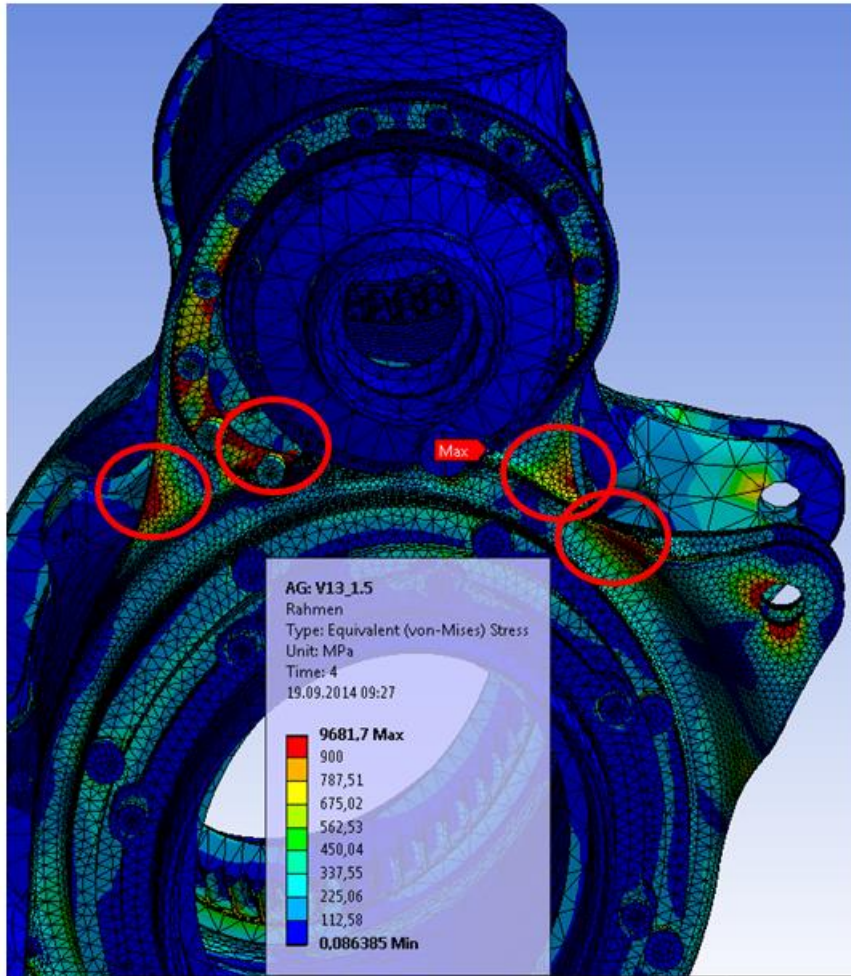 Max
AG: V13_1.5
Rahmen
Type: Equivalent (von-Mises) Stress
Unit: MPa
Time: 4
19.09.2014 09:27
9681,7 Max
900
787,51
675,02
562,53
450,04
337,55
225,06
112,58
0,086385 Min